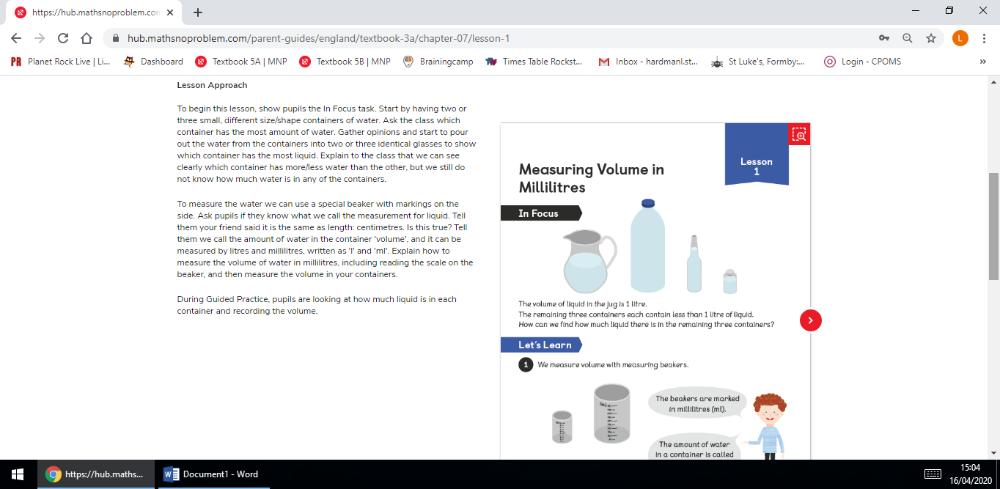 https://hub.mathsnoproblem.con
hub.mathsnoproblem.com/parent-guides/england/textbook-3a/chapter-07/lesson-1
L
PR Planet Rock Live | Li...
Dashboard
Textbook 5A | MNP
Textbook 5B | MNP
Brainingcamp
Times Table Rockst...
Inbox - hardmanl.st...
St Luke's, Formby:...
Login - CPOMS
»
Lesson Approach
To begin this lesson, show pupils the In Focus task. Start by having two or
three small, different size/shape containers of water. Ask the class which
container has the most amount of water. Gather opinions and start to pour
out the water from the containers into two or three identical glasses to show
which container has the most liquid. Explain to the class that we can see
clearly which container has more/less water than the other, but we still do
not know how much water is in any of the containers.
To measure the water we can use a special beaker with markings on the
side. Ask pupils if they know what we call the measurement for liquid. Tell
them your friend said it is the same as length: centimetres. Is this true? Tell
them we call the amount of water in the container 'volume', and it can be
measured by litres and millilitres, written as 'l' and 'ml'. Explain how to
measure the volume of water in millilitres, including reading the scale on the
beaker, and then measure the volume in your containers.
During Guided Practice, pupils are looking at how much liquid is in each
container and recording the volume.
Lesson
1
Measuring Volume in
Millilitres
In Focus
The volume of liquid in the jug is 1 litre.
The remaining three containers each contain less than 1 litre of liquid.
How can we find how much liquid there is in the remaining three containers?
Let's Learn
1 We measure volume with measuring beakers.
The beakers are marked
in millilitres (ml).
The amount of water
in a container is called
https://hub.maths...
Document1 - Word
15:04
16/04/2020